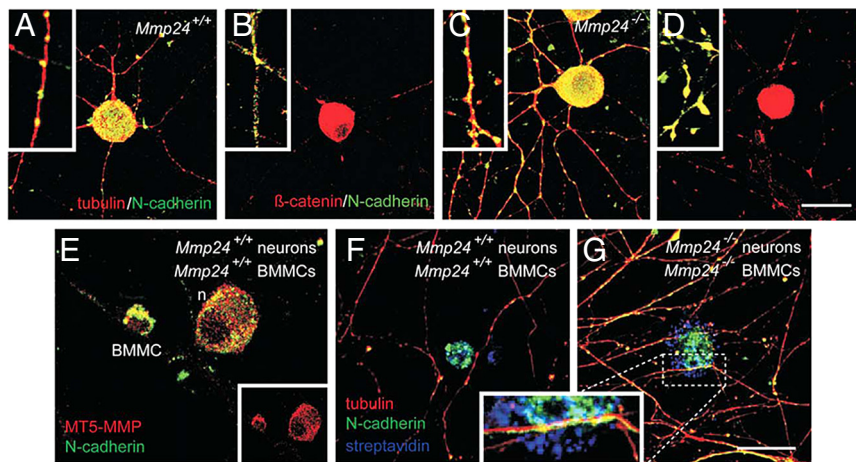 A
Mmp24+/+
tubulin/N-cadherin
B
ß-catenin/N-cadherin
C
Mmp24-/-
D
E
Mmp24+/+ neurons
Mmp24+/+ BMMCs
n
BMMC
MT5-MMP
N-cadherin
F
Mmp24+/+ neurons
Mmp24+/+ BMMCs
tubulin
N-cadherin
streptavidin
G
Mmp24-/- neurons
Mmp24-/- BMMCs